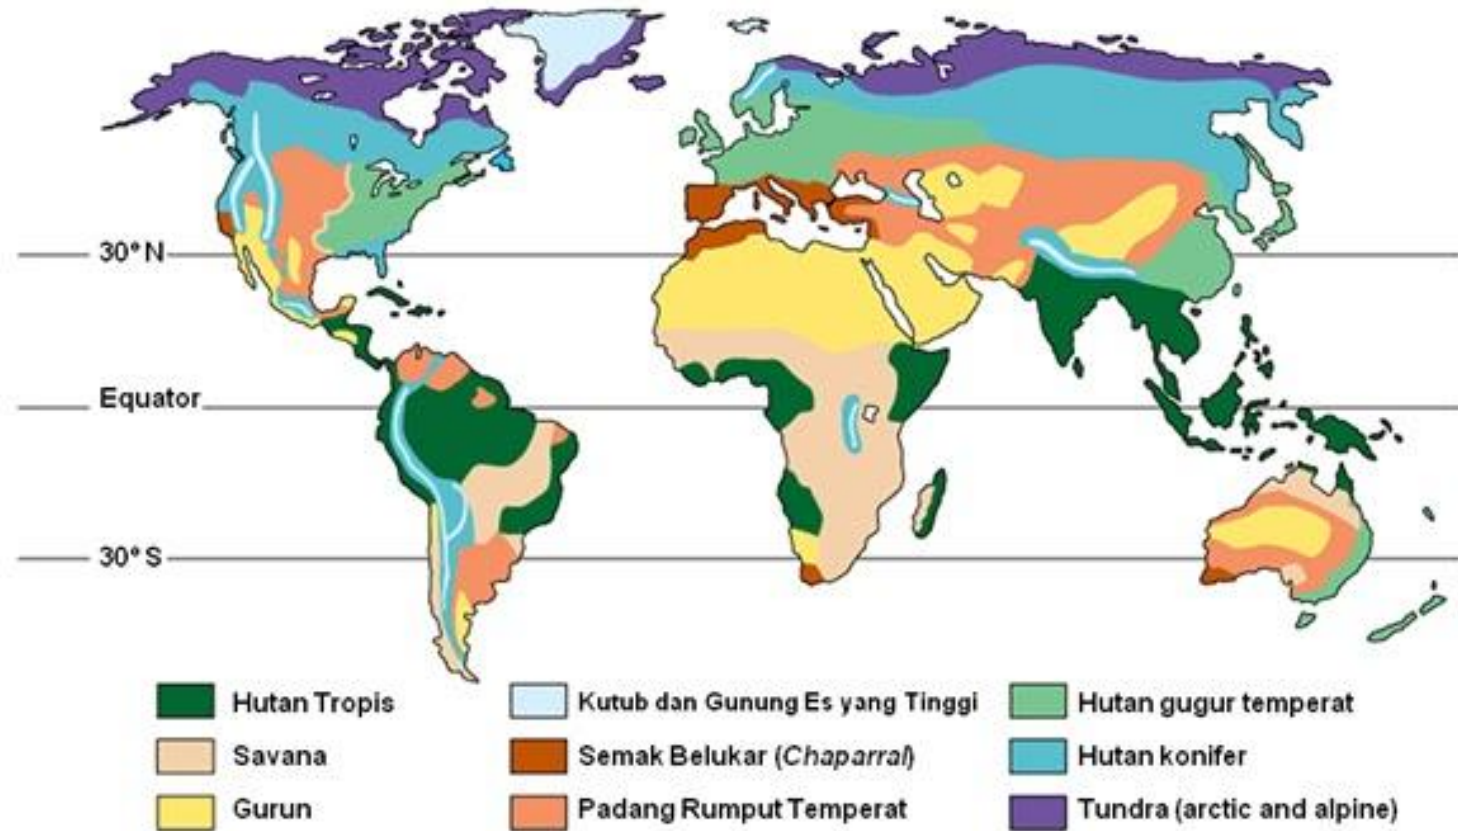 30° N
Equator
30° S
Hutan Tropis
Savana
Gurun
Kutub dan Gunung Es yang Tinggi
Semak Belukar (Chaparral)
Padang Rumput Temperat
Hutan gugur temperat
Hutan konifer
Tundra (arctic and alpine)